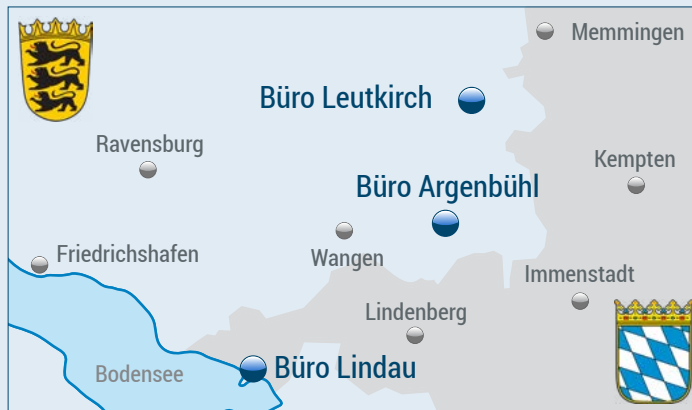 Memmingen
Büro Leutkirch
Ravensburg
Kempten
Büro Argenbühl
Wangen
Friedrichshafen
Immenstadt
Lindenberg
Büro Lindau
Bodensee